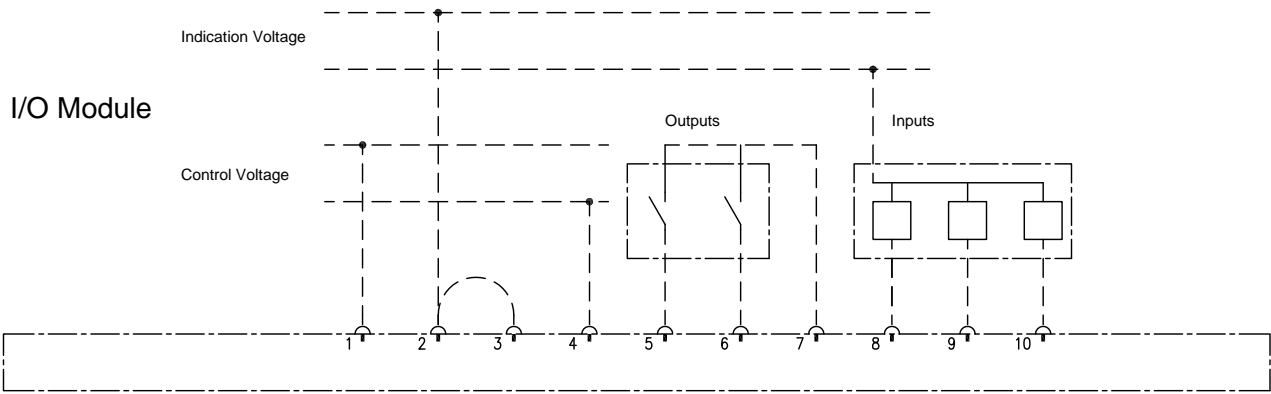 Indication Voltage
I/O Module
Outputs
Inputs
Control Voltage
1 2 3 4 5 6 7 8 9 10